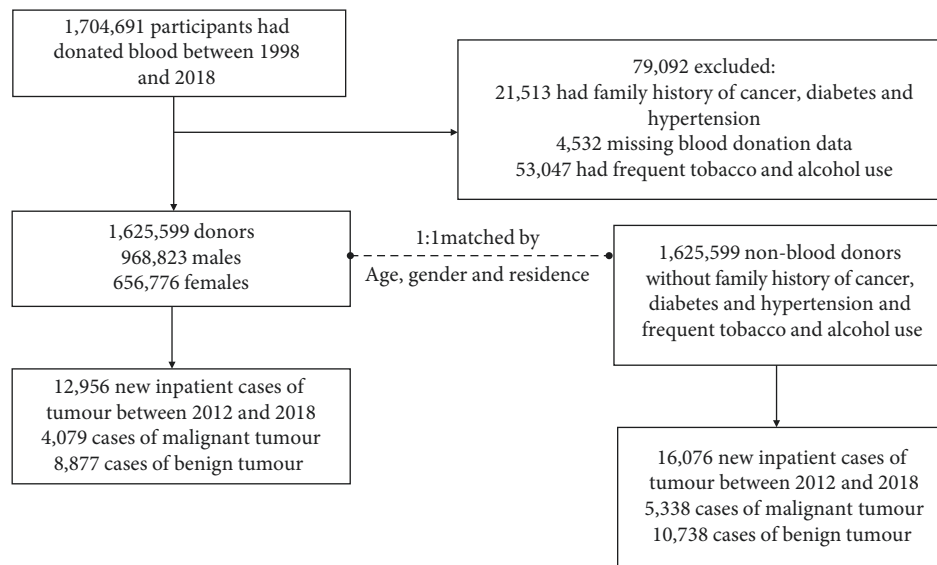 1,704,691 participants had
donated blood between 1998
and 2018
79,092 excluded:
21,513 had family history of cancer, diabetes and
hypertension
4,532 missing blood donation data
53,047 had frequent tobacco and alcohol use
1,625,599 donors
968,823 males
656,776 females
1:1matched by
Age, gender and residence
1,625,599 non-blood donors
without family history of cancer,
diabetes and hypertension and
frequent tobacco and alcohol use
12,956 new inpatient cases of
tumour between 2012 and 2018
4,079 cases of malignant tumour
8,877 cases of benign tumour
16,076 new inpatient cases of
tumour between 2012 and 2018
5,338 cases of malignant tumour
10,738 cases of benign tumour